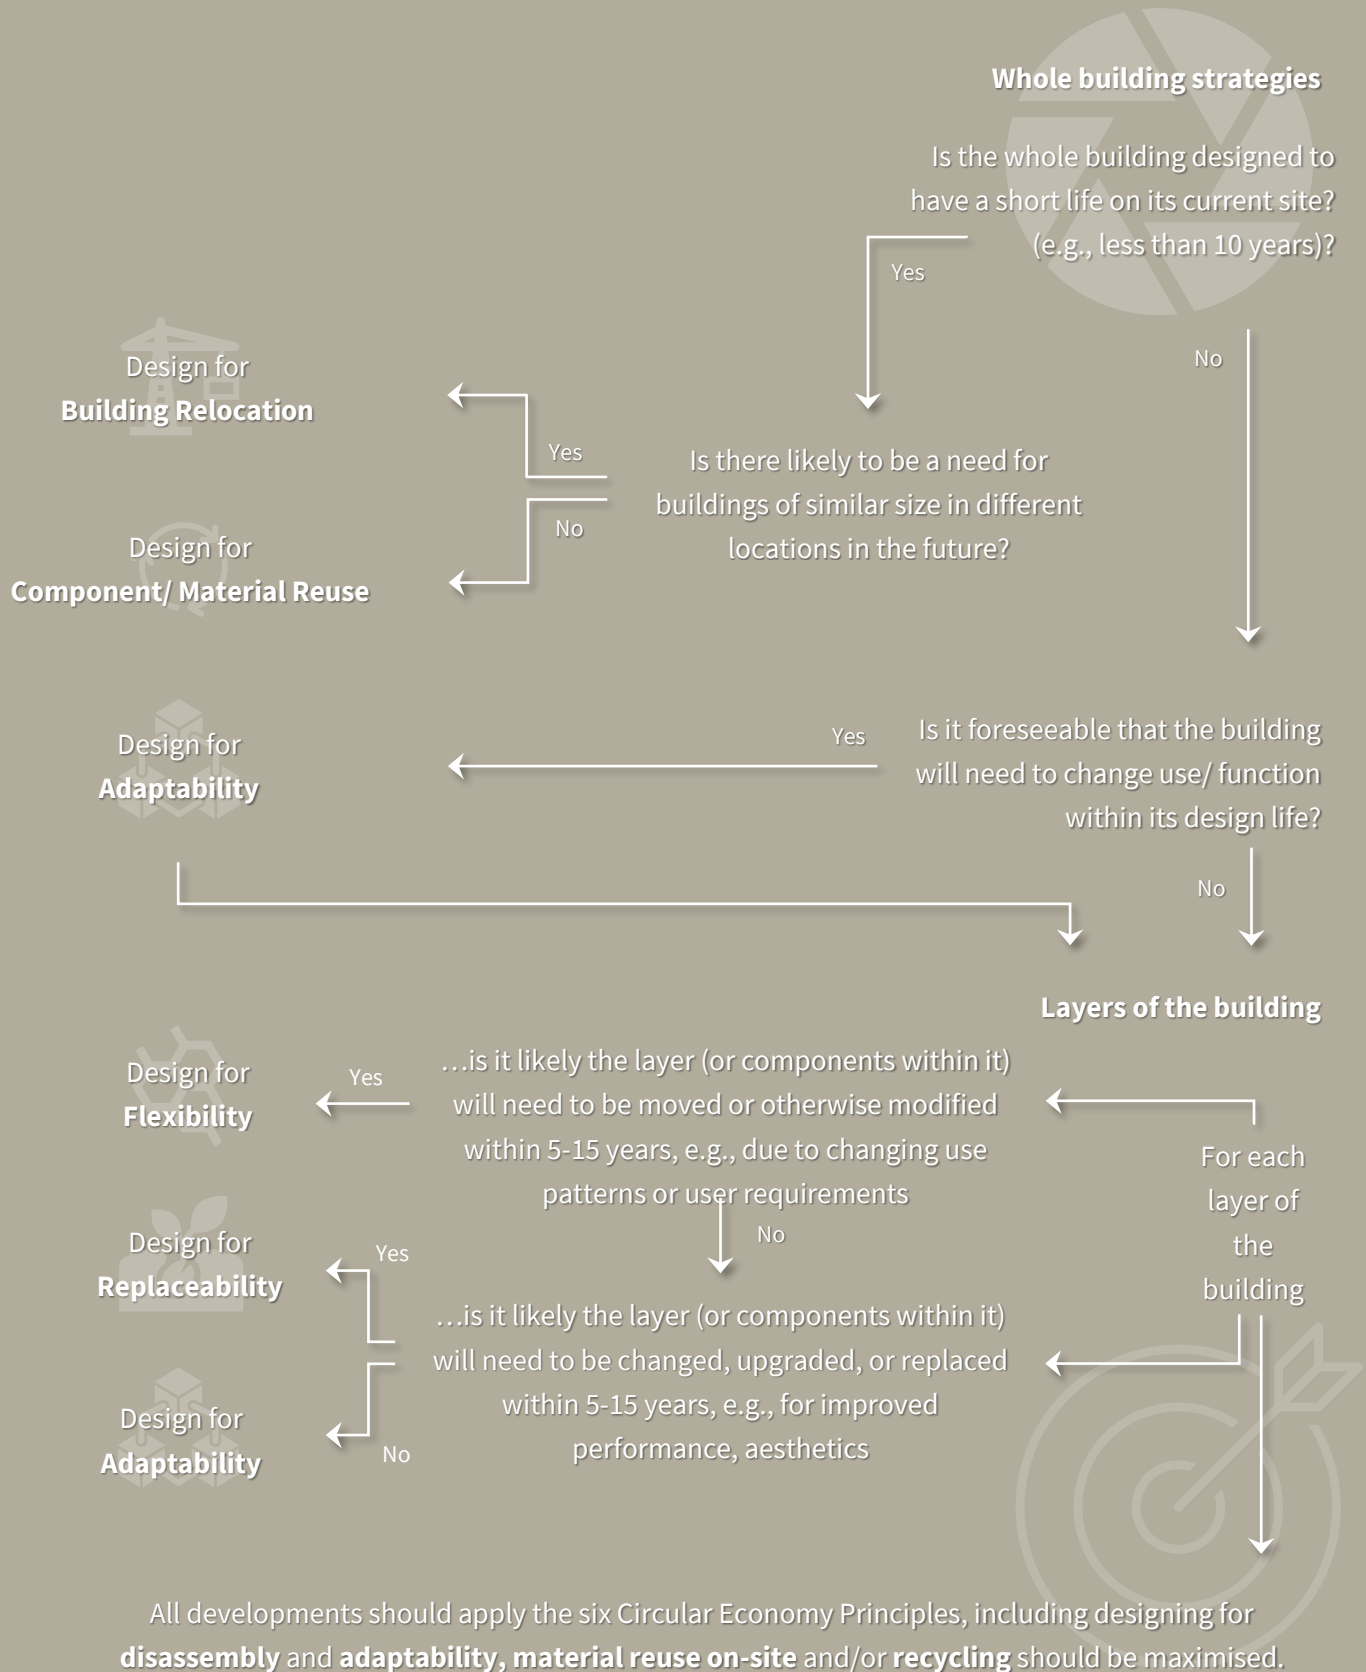 Whole building strategies
Is the whole building designed to
have a short life on its current site?
(e.g., less than 10 years)?
Yes
No
Design for
Building Relocation
Yes
Is there likely to be a need for
buildings of similar size in different
locations in the future?
No
Design for
Component/ Material Reuse
Is it foreseeable that the building
will need to change use/ function
within its design life?
Yes
Design for
Adaptability
No
Layers of the building
For each
layer of
the
building
…is it likely the layer (or components within it)
will need to be moved or otherwise modified
within 5-15 years, e.g., due to changing use
patterns or user requirements
Yes
Design for
Flexibility
No
…is it likely the layer (or components within it)
will need to be changed, upgraded, or replaced
within 5-15 years, e.g., for improved
performance, aesthetics
Yes
Design for
Replaceability
No
Design for
Adaptability
All developments should apply the six Circular Economy Principles, including designing for
disassembly and adaptability, material reuse on-site and/or recycling should be maximised.